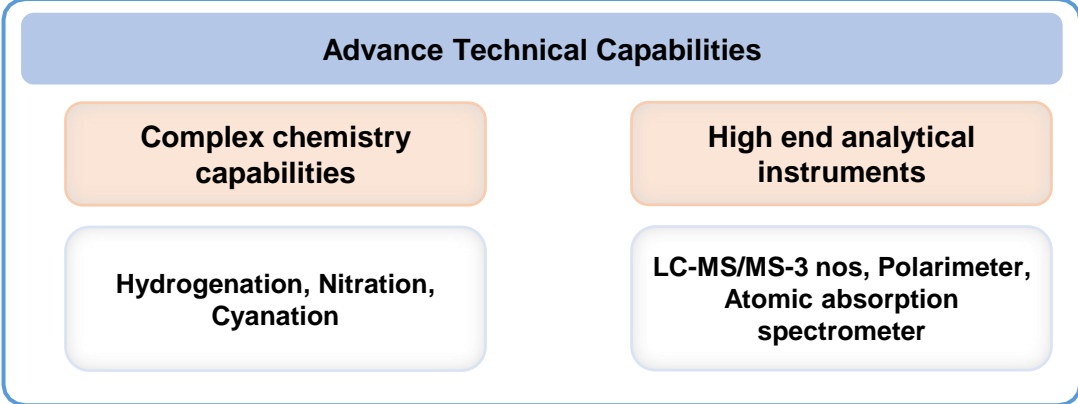 Advance Technical Capabilities
Complex chemistry
capabilities
High end analytical
instruments
Hydrogenation, Nitration,
Cyanation
LC-MS/MS-3 nos, Polarimeter,
Atomic absorption
spectrometer